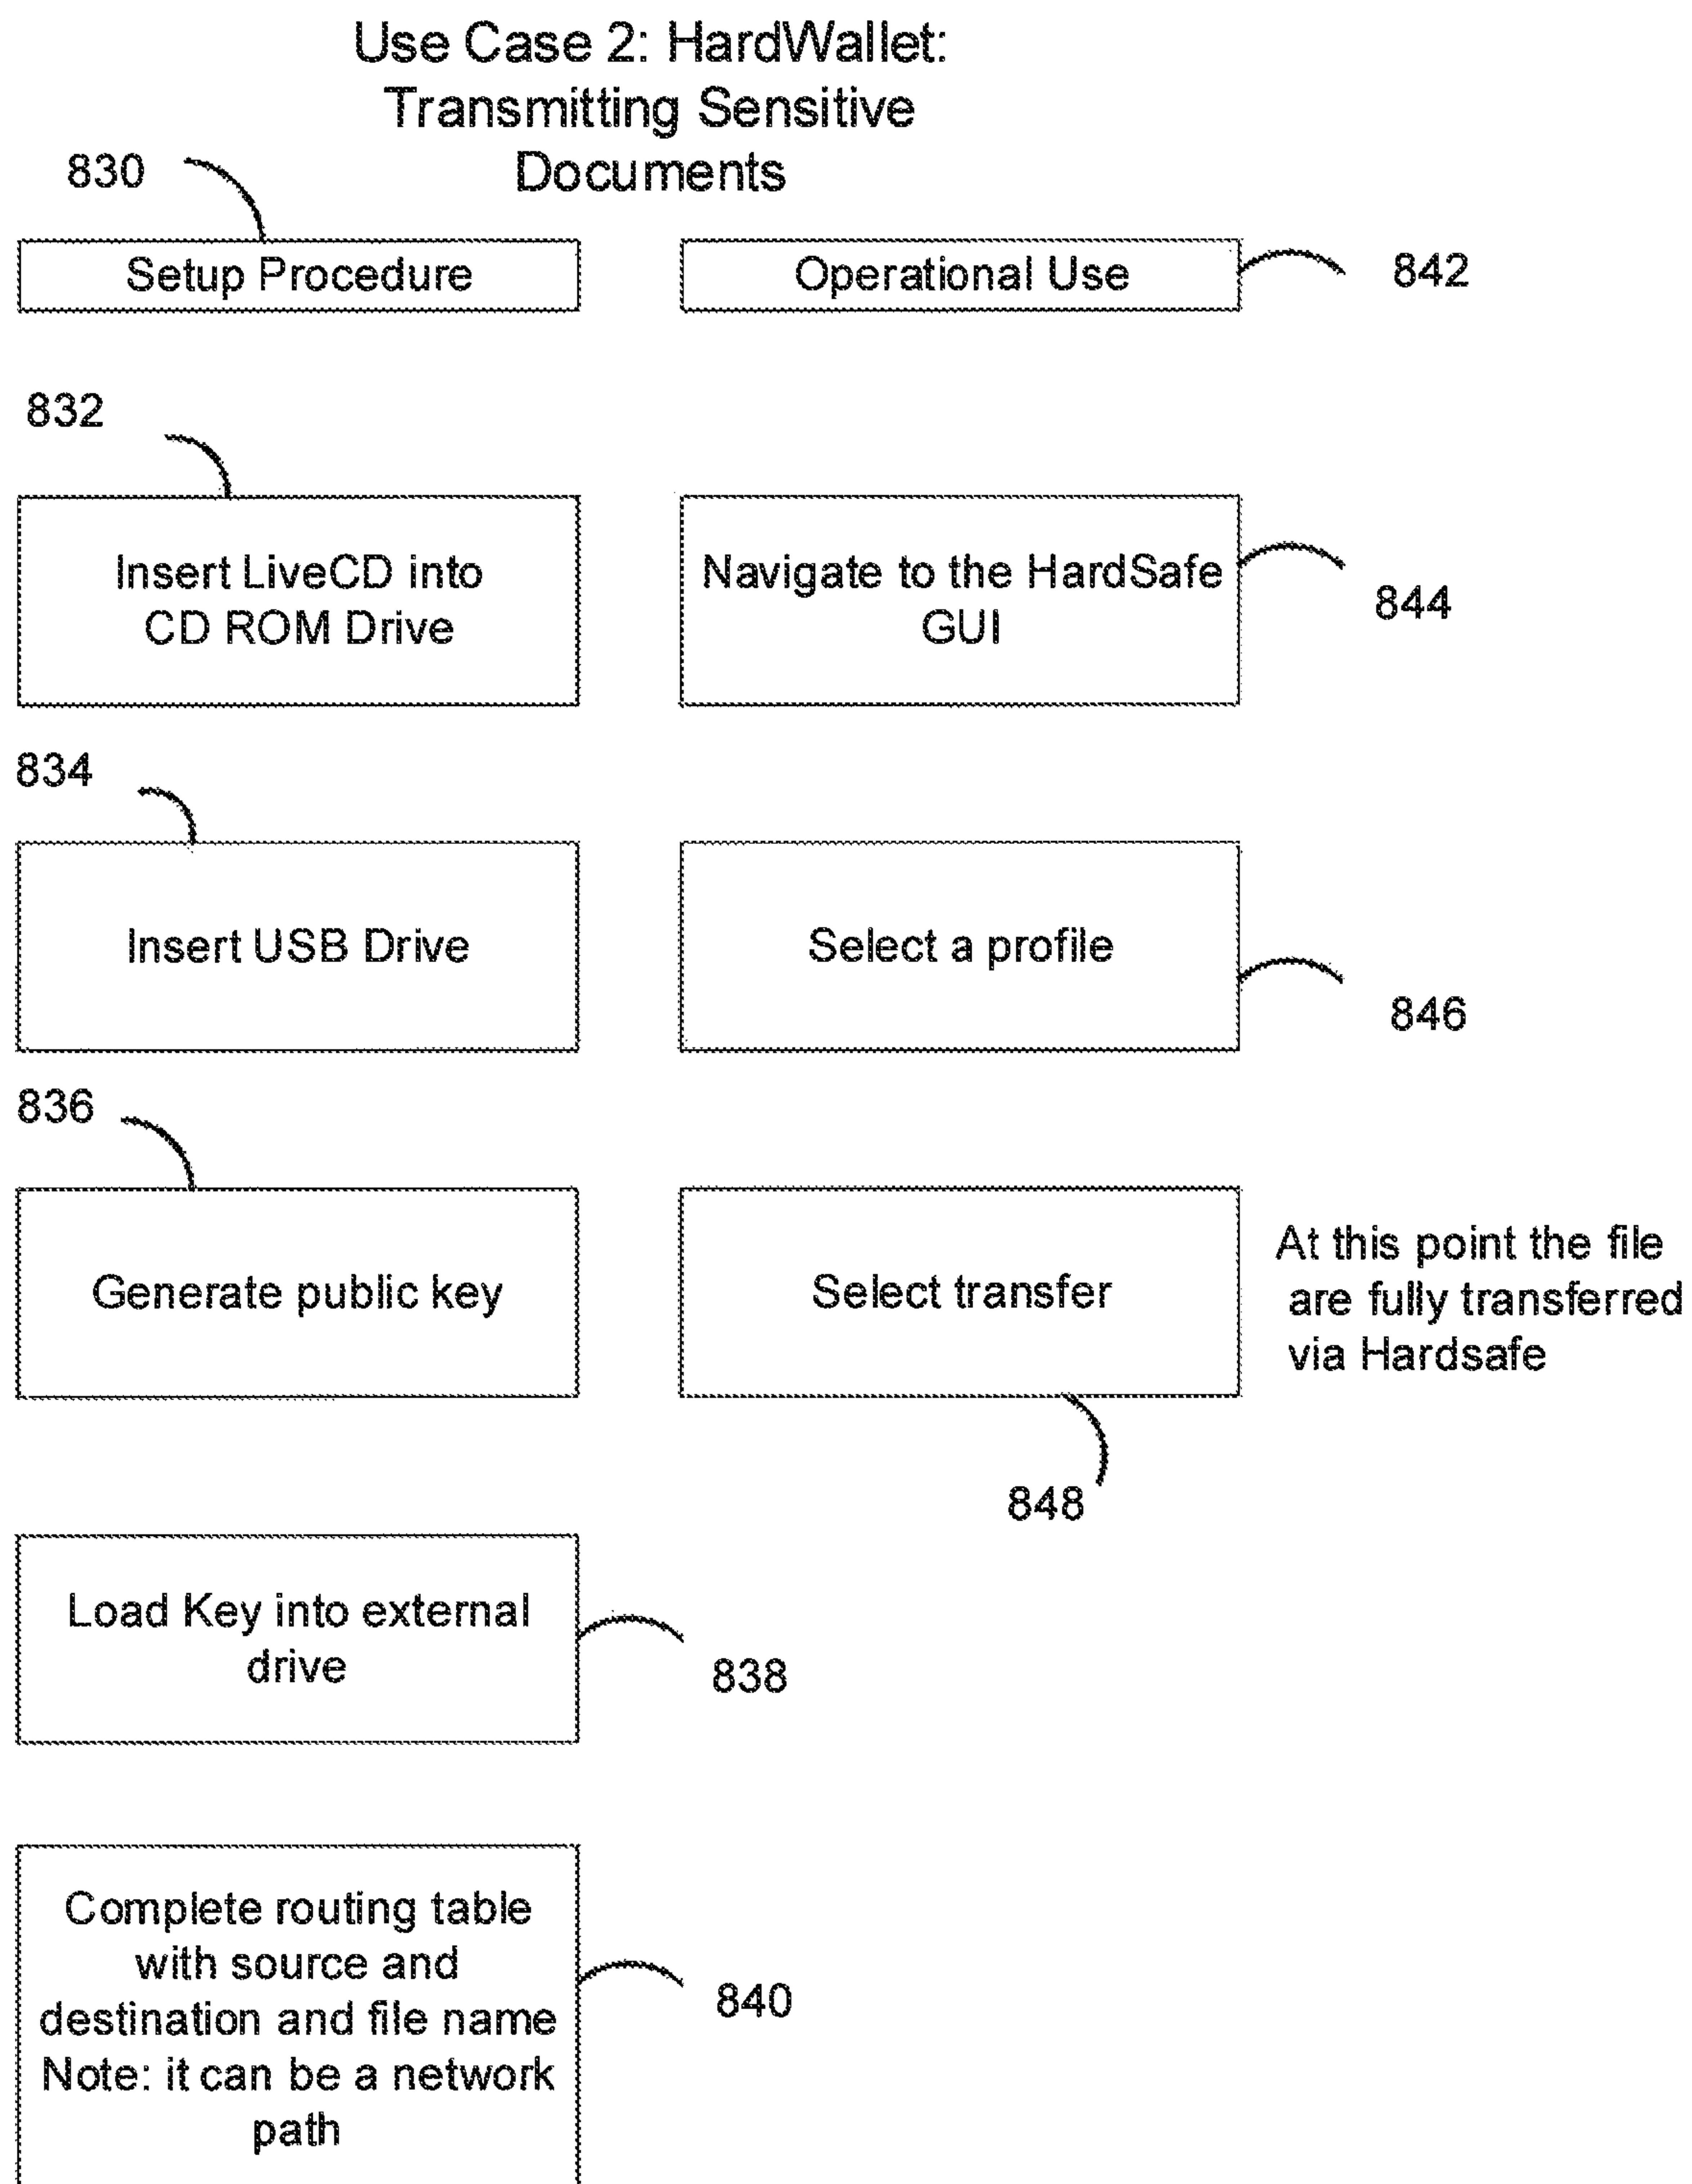 Use Case 2: HardWallet:
Transmitting Sensitive
Documents
830
Setup Procedure
Operational Use
842
832
Insert LiveCD into
CD ROM Drive
Navigate to the HardSafe
GUI
844
834
Insert USB Drive
Select a profile
846
836
Generate public key
Select transfer
At this point the file
are fully transferred
via Hardsafe
848
Load Key into external
drive
838
Complete routing table
with source and
destination and file name
Note: it can be a network
path
840